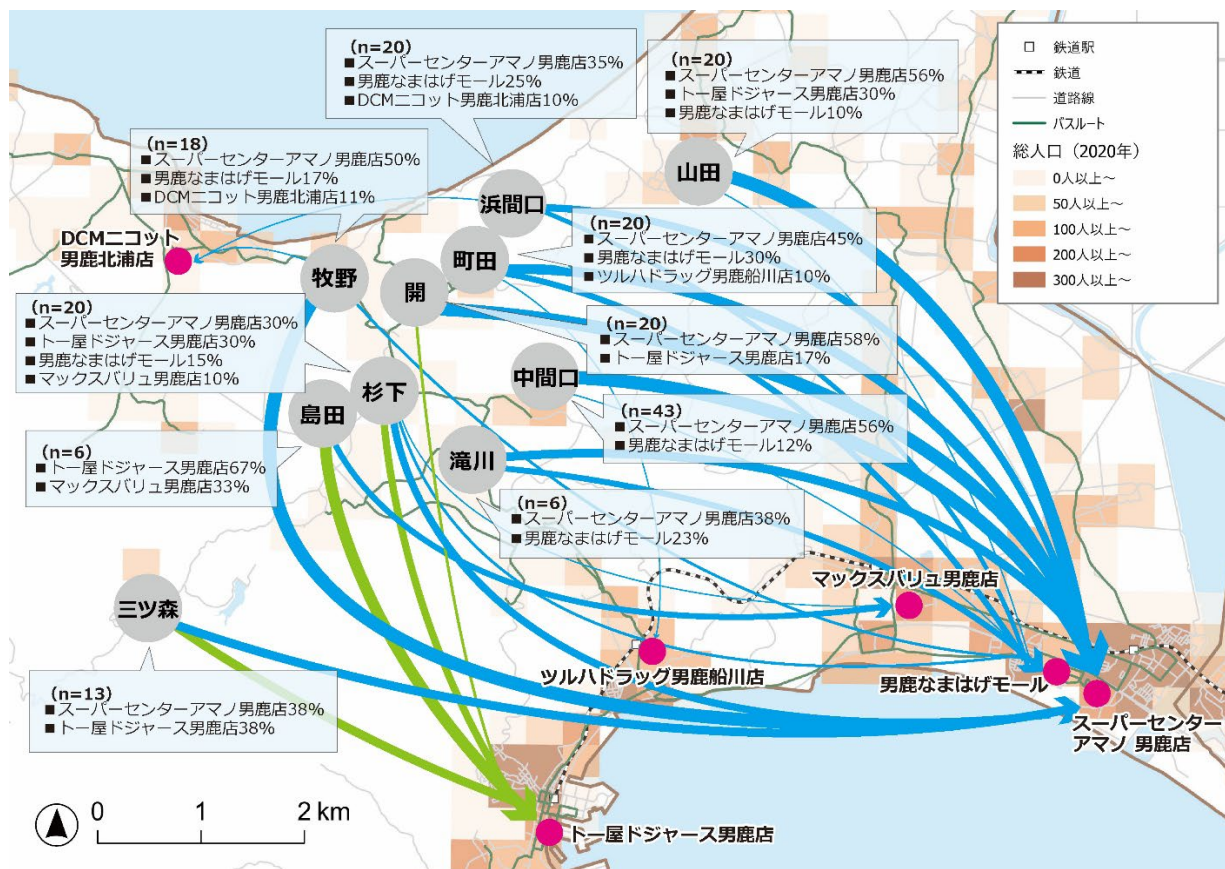 (n=20)
■スーパーセンターアマノ男鹿店35%
■男鹿なまはげモール25%
■DCMニコット男鹿北浦店10%
(n=20)
■スーパーセンターアマノ男鹿店56%
■トー屋ドジャース男鹿店30%
■男鹿なまはげモール10%
鉄道駅
鉄道
道路線
バスルート
総人口（2020年）
0人以上～
50人以上～
100人以上～
200人以上～
300人以上～
(n=18)
■スーパーセンターアマノ男鹿店50%
■男鹿なまはげモール17%
■DCMニコット男鹿北浦店11%
山田
浜間口
DCMニコット
男鹿北浦店
牧野
開
町田
(n=20)
■スーパーセンターアマノ男鹿店45%
■男鹿なまはげモール30%
■ツルハドラッグ男鹿船川店10%
(n=20)
■スーパーセンターアマノ男鹿店30%
■トー屋ドジャース男鹿店30%
■男鹿なまはげモール15%
■マックスバリュ男鹿店10%
(n=20)
■スーパーセンターアマノ男鹿店58%
■トー屋ドジャース男鹿店17%
島田
杉下
中間口
(n=43)
■スーパーセンターアマノ男鹿店56%
■男鹿なまはげモール12%
(n=6)
■トー屋ドジャース男鹿店67%
■マックスバリュ男鹿店33%
滝川
(n=6)
■スーパーセンターアマノ男鹿店38%
■男鹿なまはげモール23%
三ツ森
マックスバリュ男鹿店
ツルハドラッグ男鹿船川店
男鹿なまはげモール
スーパーセンター
アマノ 男鹿店
(n=13)
■スーパーセンターアマノ男鹿店38%
■トー屋ドジャース男鹿店38%
0 1 2 km
トー屋ドジャース男鹿店